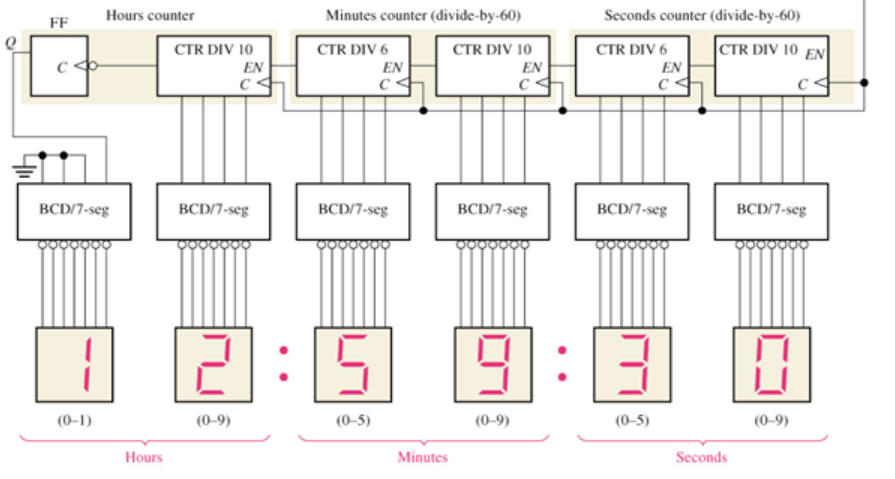 Hours counter
Minutes counter (divide-by-60)
Seconds counter (divide-by-60)
FF
Q
C
CTR DIV 10
EN
C
CTR DIV 6
EN
C
CTR DIV 10
EN
C
CTR DIV 6
EN
C
CTR DIV 10
EN
C
BCD/7-seg
BCD/7-seg
BCD/7-seg
BCD/7-seg
BCD/7-seg
BCD/7-seg
1 2 : 5 9 : 3 0
(0–1)
(0–9)
(0–5)
(0–9)
(0–5)
(0–9)
Hours
Minutes
Seconds